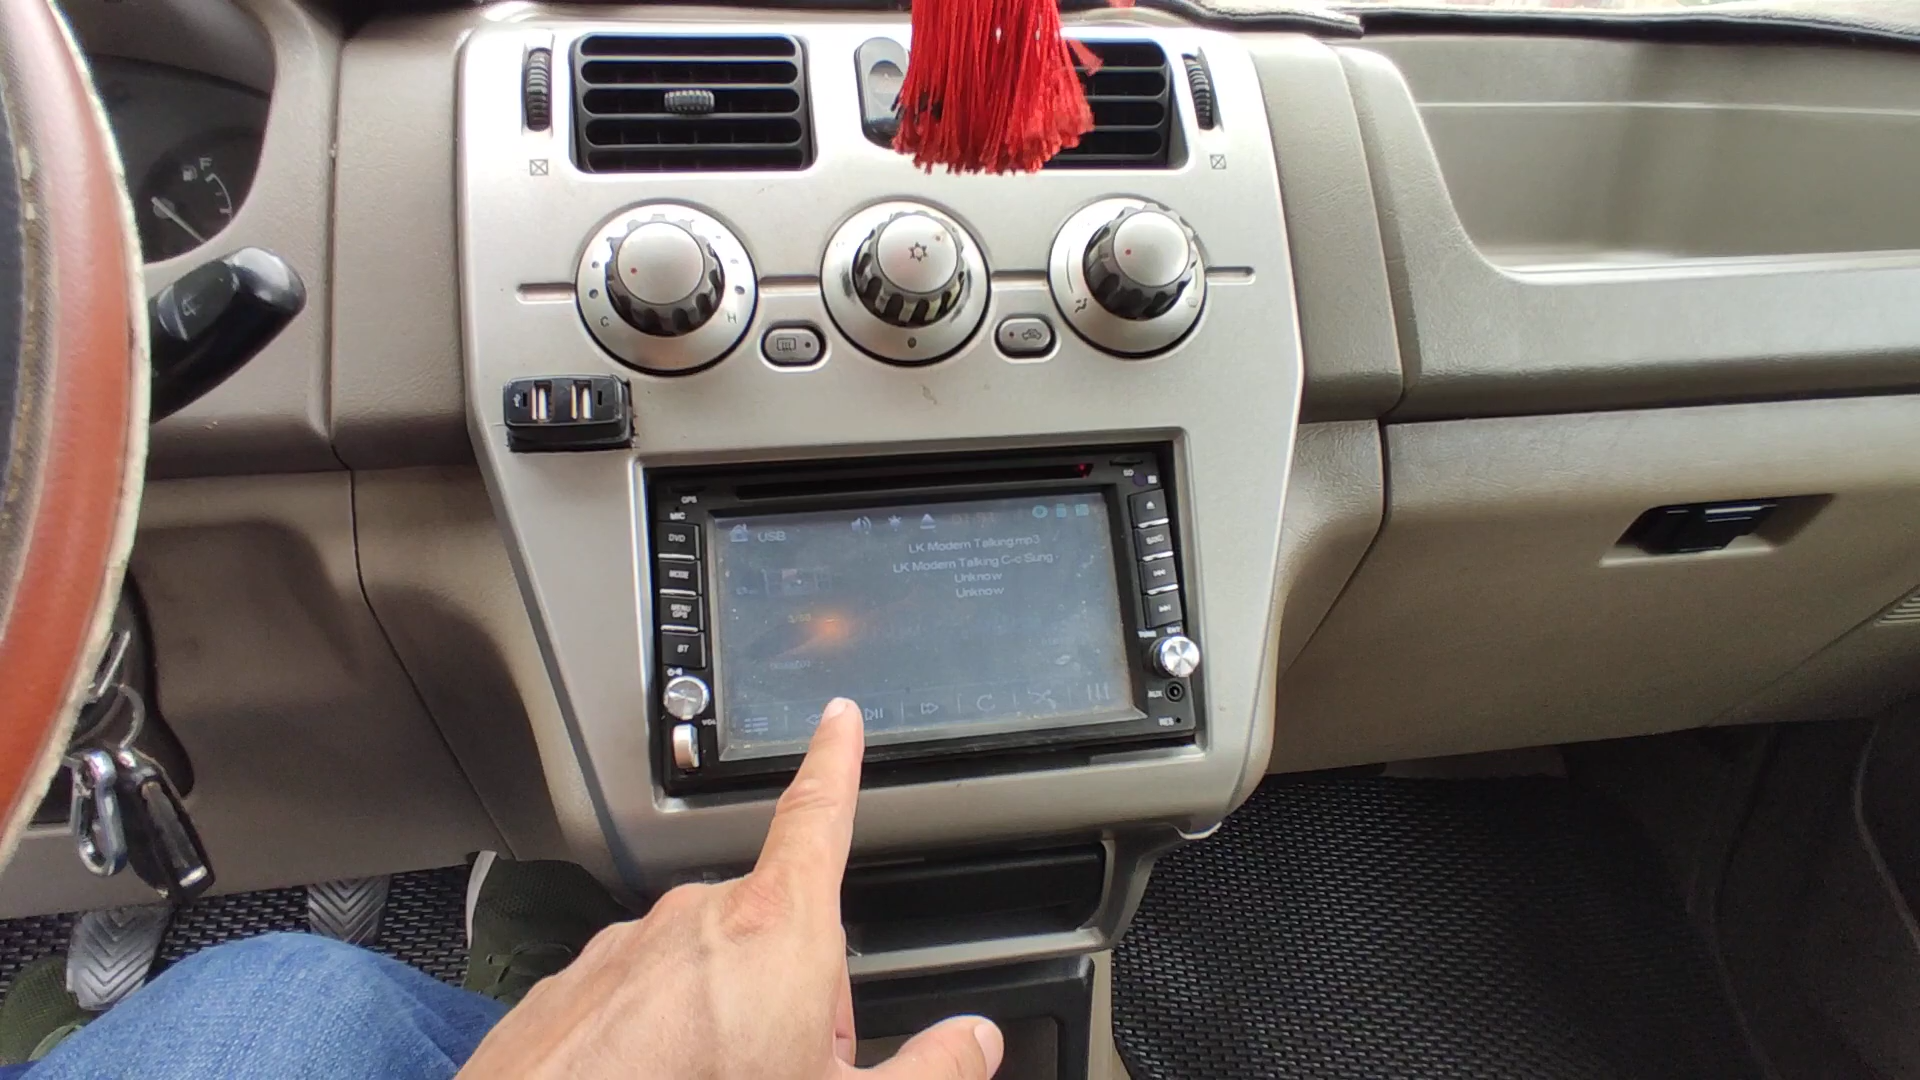 F
C
H
GPS
MIC
DVD
MODE
MENU
GPS
BT
VOL
USB
LK Modern Talking.mp3
LK Modern Talking C-c Sung
Unknow
Unknow
SD
TUNE
ENT
AUX
RES